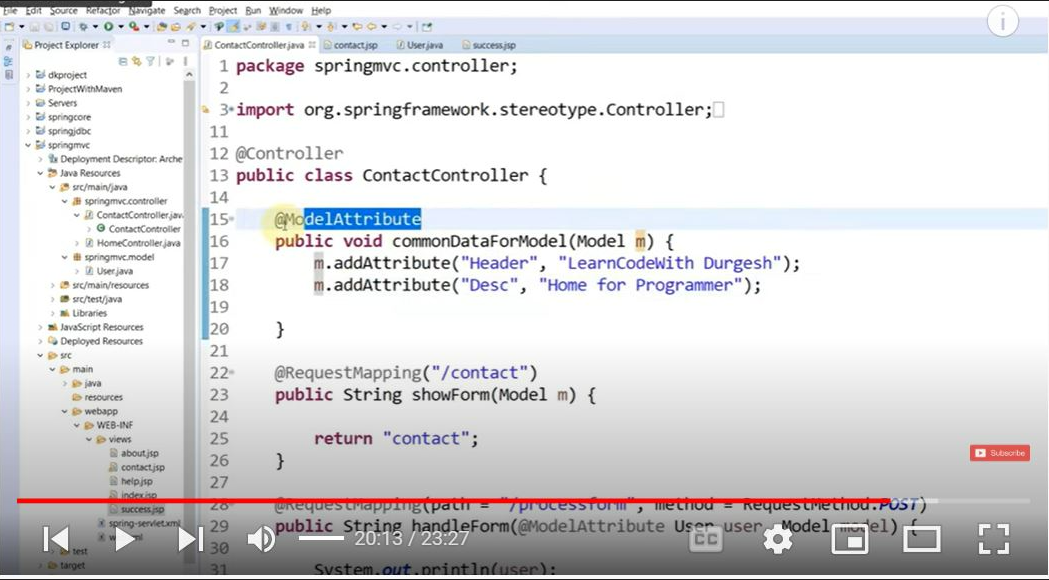 File Edit Source Refactor Navigate Search Project Run Window Help
Project Explorer
ContactController.java
contact.jsp
User.java
success.jsp
dkproject
ProjectWithMaven
Servers
springcore
springjdbc
springmvc
Deployment Descriptor: Arche
Java Resources
src/main/java
springmvc.controller
ContactController.jav
ContactController
HomeController.java
springmvc.model
User.java
src/main/resources
src/test/java
Libraries
JavaScript Resources
Deployed Resources
src
main
java
resources
webapp
WEB-INF
views
about.jsp
contact.jsp
help.jsp
index.jsp
success.jsp
spring-servlet.xml
test
target
1 package springmvc.controller;
2
3 import org.springframework.stereotype.Controller;
11
12 @Controller
13 public class ContactController {
14
15 @ModelAttribute
16 public void commonDataForModel(Model m) {
17 m.addAttribute("Header", "LearnCodeWith Durgesh");
18 m.addAttribute("Desc", "Home for Programmer");
19
20 }
21
22 @RequestMapping("/contact")
23 public String showForm(Model m) {
24
25 return "contact";
26 }
27
28 @RequestMapping(path = "/processform", method = RequestMethod.POST)
29 public String handleForm(@ModelAttribute User user, Model model) {
30
31 System.out.println(user);
Subscribe
20:13 / 23:27
CC